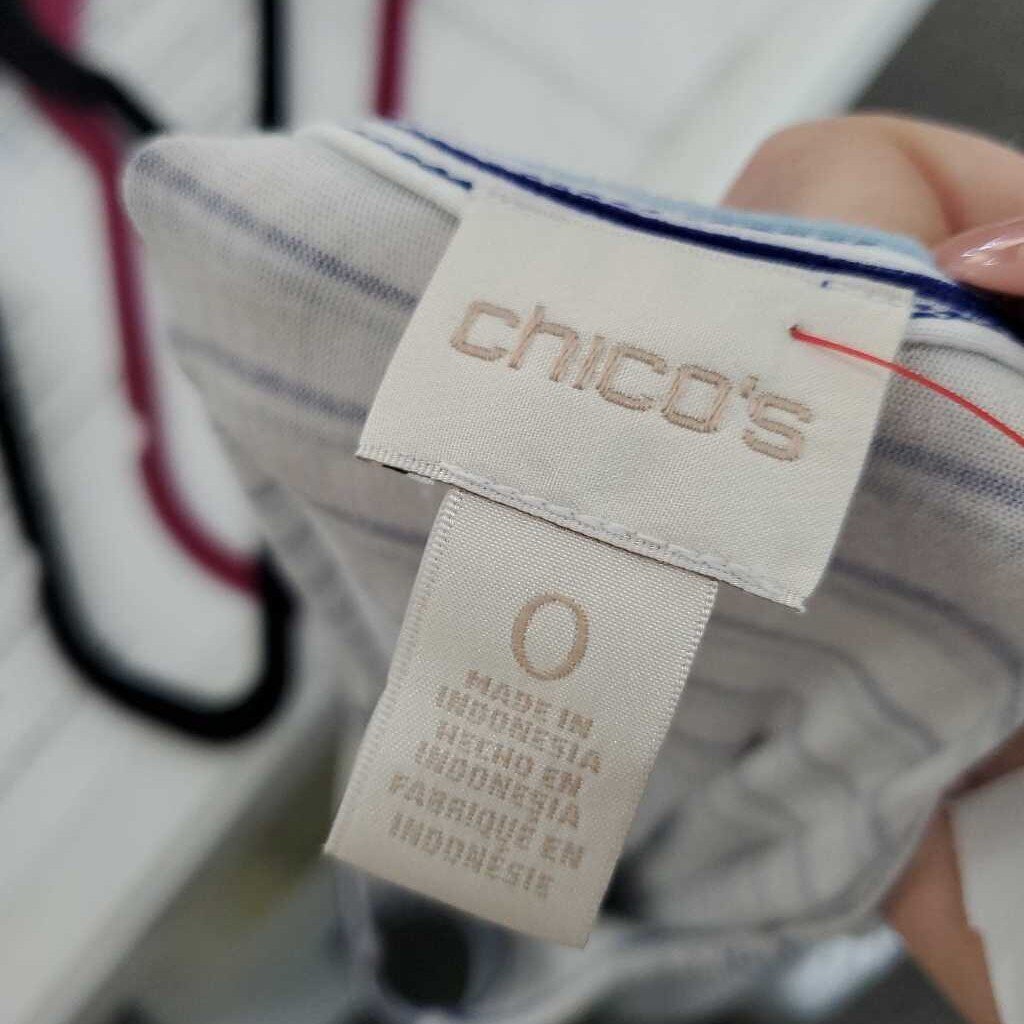 chico's
0
MADE IN
INDONESIA
HECHO EN
INDONESIA
FABRIQUÉ EN
INDONÉSIE